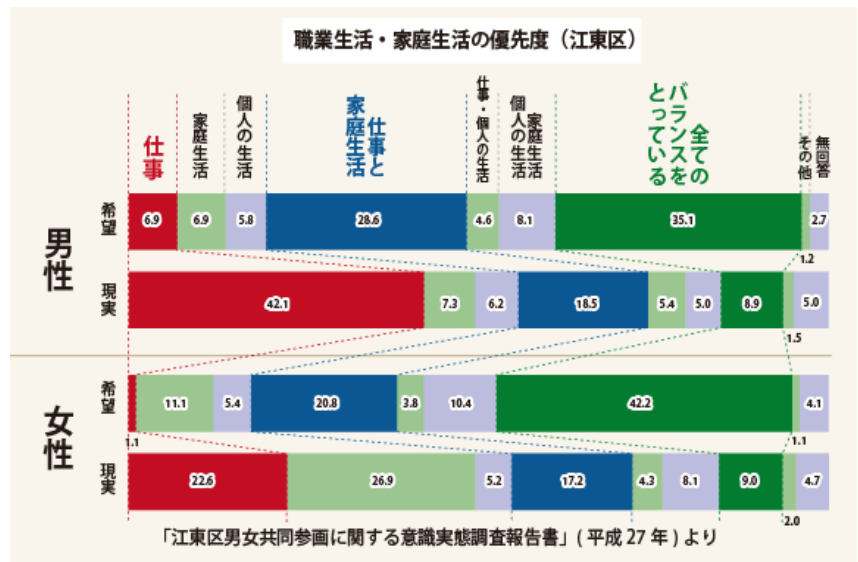 職業生活・家庭生活の優先度（江東区）
仕事
家庭生活
個人の生活
仕事と
家庭生活
仕事・個人の生活
家庭生活
個人の生活
全ての
バランスを
とっている
その他
無回答
男性
希望
6.9
6.9
5.8
28.6
4.6
8.1
35.1
1.2
2.7
現実
42.1
7.3
6.2
18.5
5.4
5.0
8.9
1.5
5.0
女性
希望
1.1
11.1
5.4
20.8
3.8
10.4
42.2
1.1
4.1
現実
22.6
26.9
5.2
17.2
4.3
8.1
9.0
2.0
4.7
「江東区男女共同参画に関する意識実態調査報告書」(平成27年)より